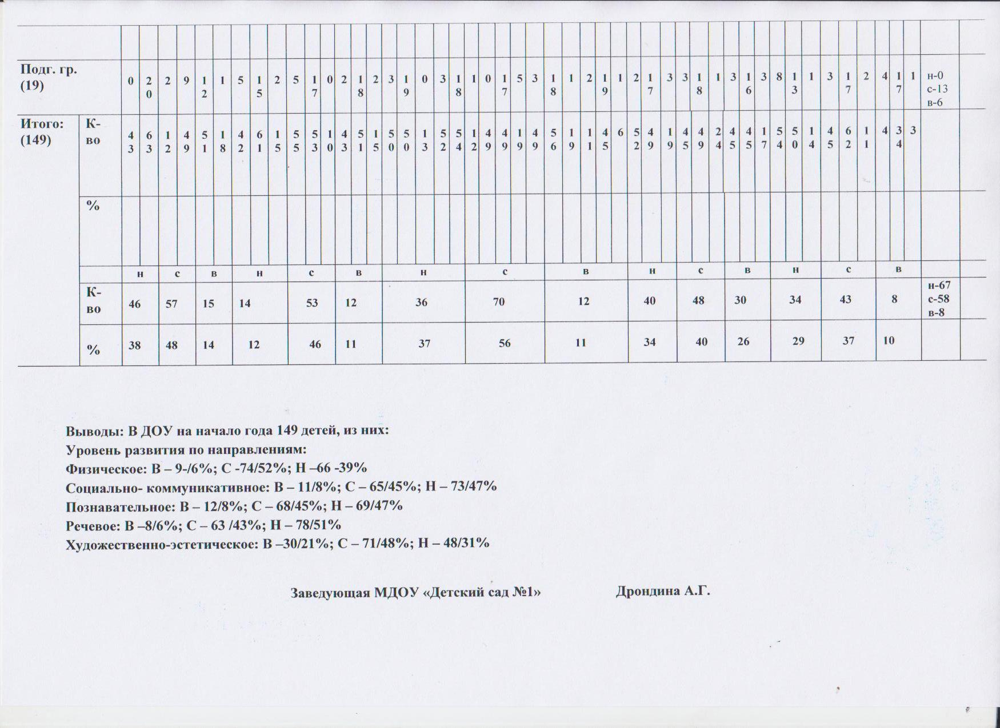 Подг. гр. (19) 0 20 2 9 12 1 5 15 2 5 17 0 2 18 2 3 19 0 3 18 1 0 17 5 3 18 1 2 19 1 2 17 3 3 18 1 3 16 3 8 13 1 3 17 2 4 17 1 н-0 с-13 в-6
Итого: (149) К-во 43 63 12 49 51 18 42 61 15 55 53 10 43 51 15 50 50 13 52 54 12 49 49 19 49 56 19 11 45 6 52 49 19 45 49 24 45 45 17 54 50 14 45 62 11 4 34 3
%
н с в н с в н с в н с в н с в
К-во 46 57 15 14 53 12 36 70 12 40 48 30 34 43 8 н-67 с-58 в-8
% 38 48 14 12 46 11 37 56 11 34 40 26 29 37 10
Выводы: В ДОУ на начало года 149 детей, из них:
Уровень развития по направлениям:
Физическое: В – 9-/6%; С -74/52%; Н –66 -39%
Социально- коммуникативное: В – 11/8%; С – 65/45%; Н – 73/47%
Познавательное: В – 12/8%; С – 68/45%; Н – 69/47%
Речевое: В –8/6%; С – 63 /43%; Н – 78/51%
Художественно-эстетическое: В –30/21%; С – 71/48%; Н – 48/31%
Заведующая МДОУ «Детский сад №1» Дрондина А.Г.